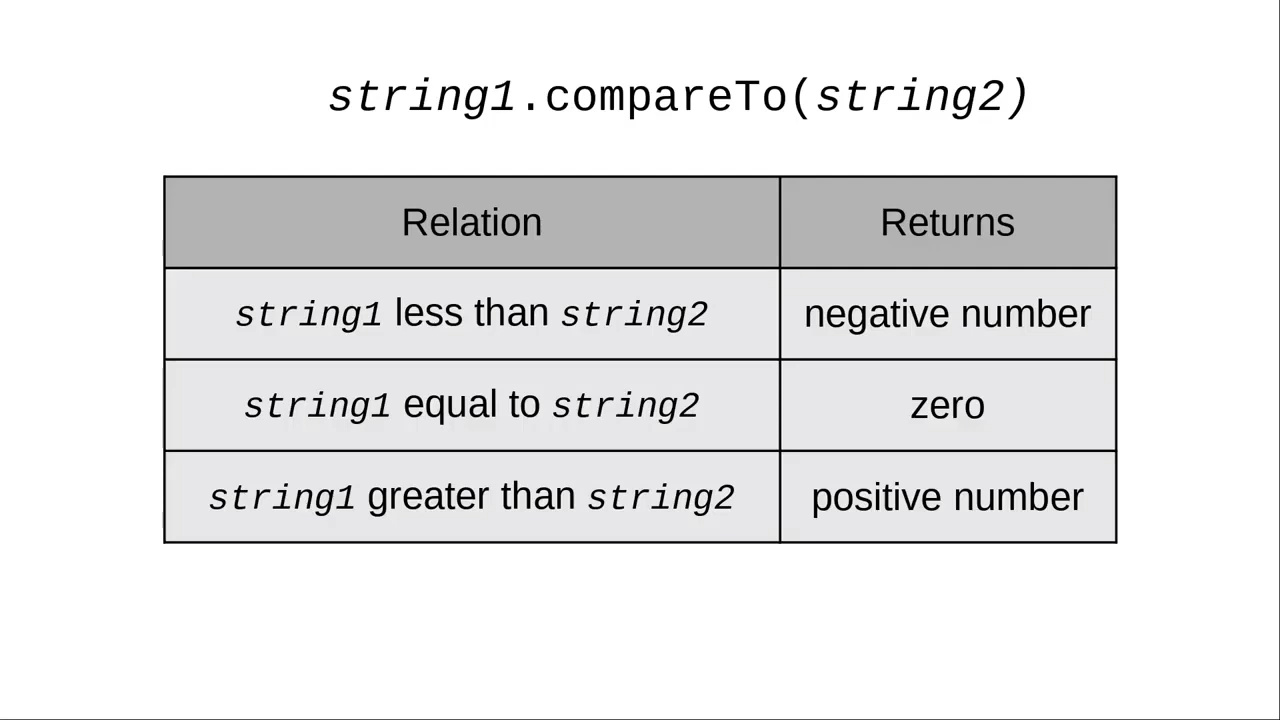 string1.compareTo(string2)
Relation Returns
string1 less than string2 negative number
string1 equal to string2 zero
string1 greater than string2 positive number